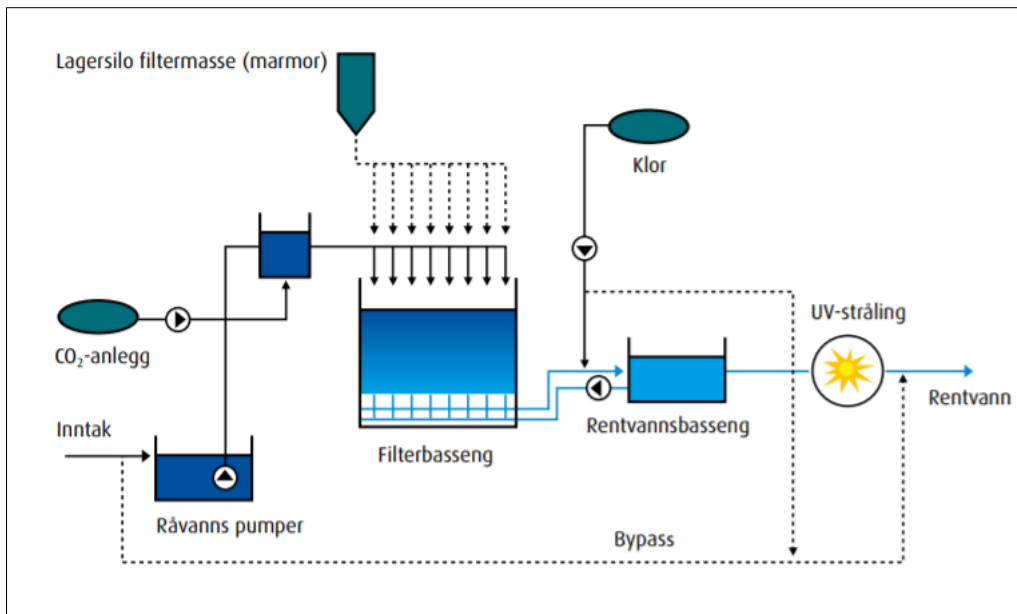 Lagersilo filtermasse (marmor)
Klor
CO₂-anlegg
UV-stråling
Inntak
Rentvannsbasseng
Rentvann
Filterbasseng
Råvanns pumper
Bypass